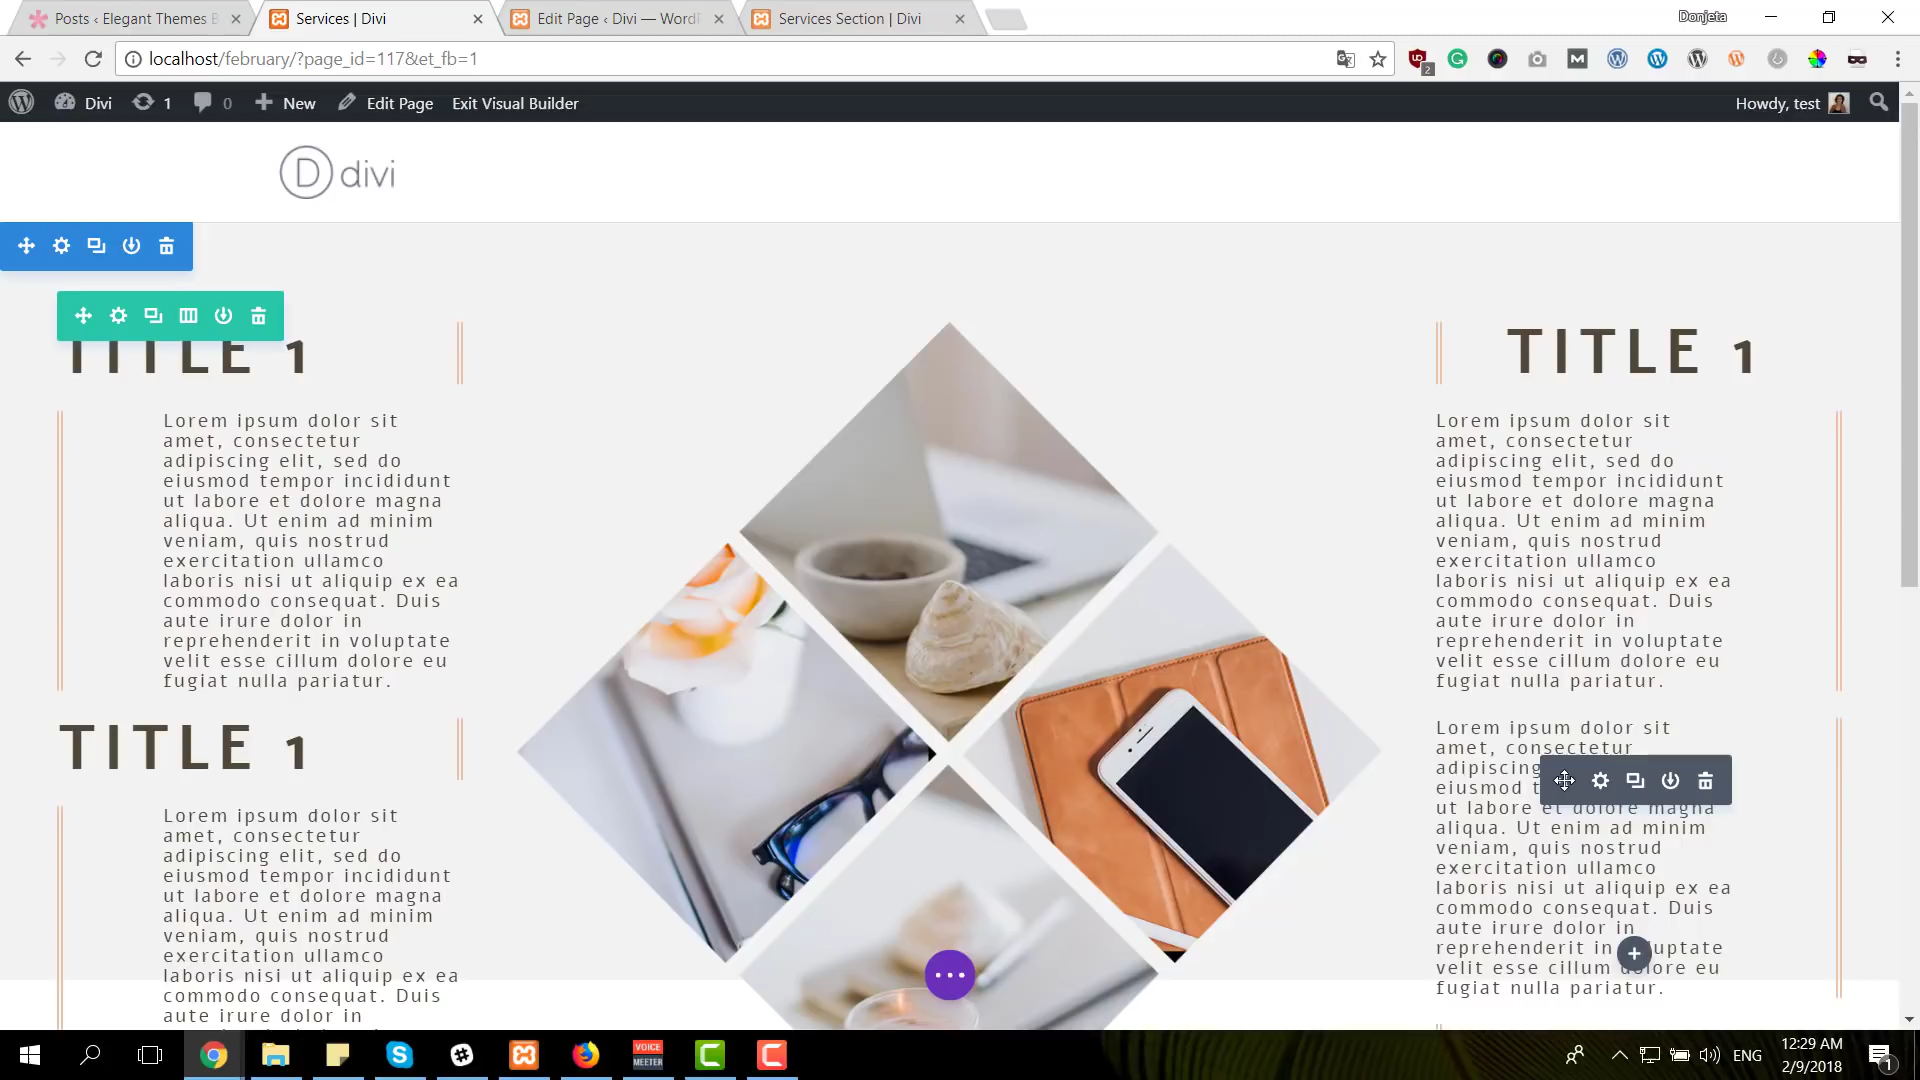 Posts ‹ Elegant Themes B
Services | Divi
Edit Page ‹ Divi — WordP
Services Section | Divi
Donjeta
localhost/february/?page_id=117&et_fb=1
2
Divi
1
0
New
Edit Page
Exit Visual Builder
Howdy, test
D divi
TITLE 1
Lorem ipsum dolor sit
amet, consectetur
adipiscing elit, sed do
eiusmod tempor incididunt
ut labore et dolore magna
aliqua. Ut enim ad minim
veniam, quis nostrud
exercitation ullamco
laboris nisi ut aliquip ex ea
commodo consequat. Duis
aute irure dolor in
reprehenderit in voluptate
velit esse cillum dolore eu
fugiat nulla pariatur.
TITLE 1
Lorem ipsum dolor sit
amet, consectetur
adipiscing elit, sed do
eiusmod tempor incididunt
ut labore et dolore magna
aliqua. Ut enim ad minim
veniam, quis nostrud
exercitation ullamco
laboris nisi ut aliquip ex ea
commodo consequat. Duis
aute irure dolor in
TITLE 1
Lorem ipsum dolor sit
amet, consectetur
adipiscing elit, sed do
eiusmod tempor incididunt
ut labore et dolore magna
aliqua. Ut enim ad minim
veniam, quis nostrud
exercitation ullamco
laboris nisi ut aliquip ex ea
commodo consequat. Duis
aute irure dolor in
reprehenderit in voluptate
velit esse cillum dolore eu
fugiat nulla pariatur.
Lorem ipsum dolor sit
amet, consectetur
adipiscing
eiusmod t
ut labore et dolore magna
aliqua. Ut enim ad minim
veniam, quis nostrud
exercitation ullamco
laboris nisi ut aliquip ex ea
commodo consequat. Duis
aute irure dolor in
reprehenderit in luptate
velit esse cillum dolore eu
fugiat nulla pariatur.
VOICE
MEETER
ENG
12:29 AM
2/9/2018
1